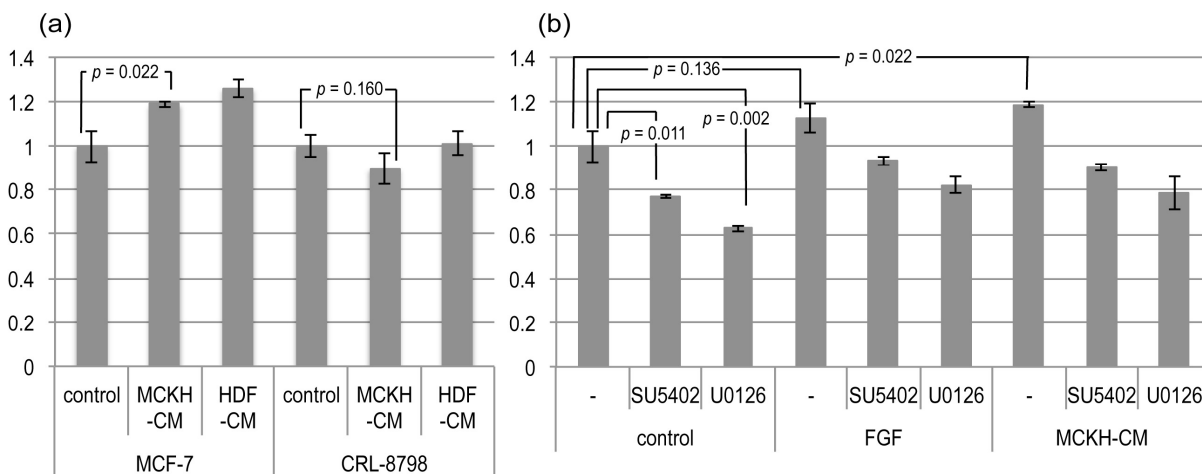 (a)
1.4
1.2
1
0.8
0.6
0.4
0.2
0
p = 0.022
p = 0.160
control
MCKH
-CM
HDF
-CM
control
MCKH
-CM
HDF
-CM
MCF-7
CRL-8798
(b)
1.4
1.2
1
0.8
0.6
0.4
0.2
0
p = 0.022
p = 0.136
p = 0.011
p = 0.002
- SU5402 U0126 - SU5402 U0126 - SU5402 U0126
control FGF MCKH-CM